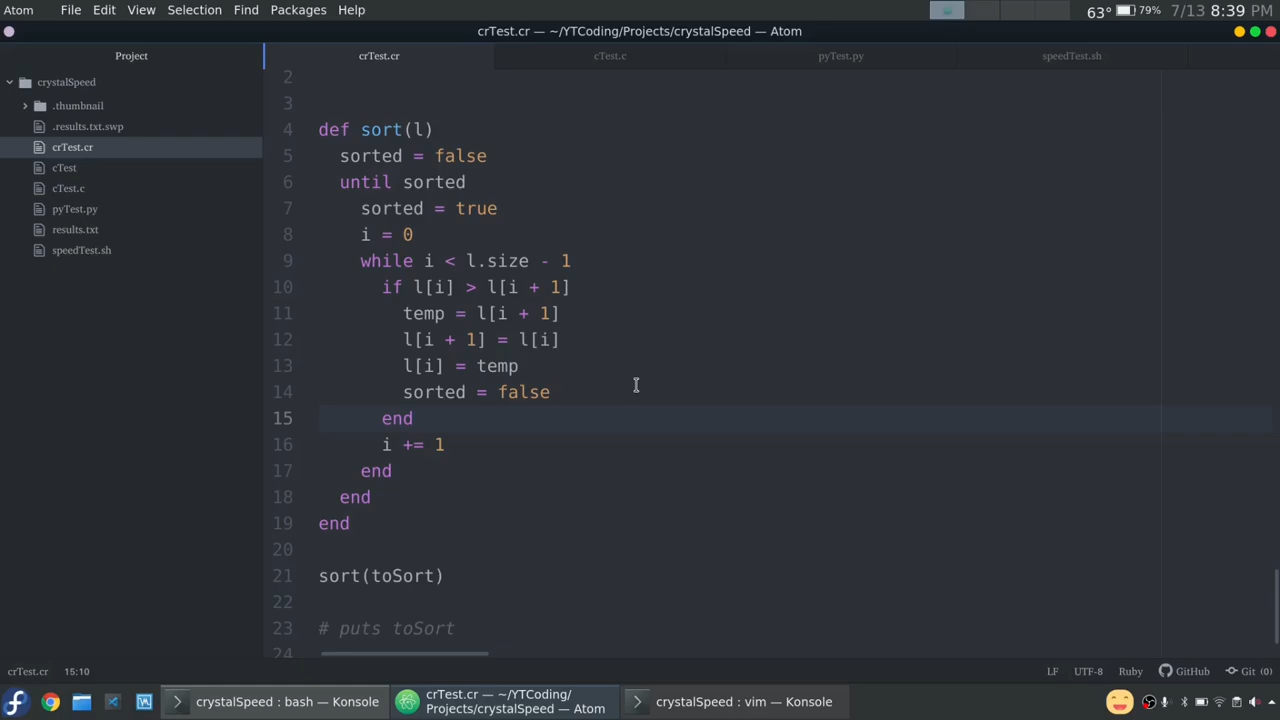 Atom File Edit View Selection Find Packages Help 63° 79% 7/13 8:39 PM
crTest.cr — ~/YTCoding/Projects/crystalSpeed — Atom
Project crTest.cr cTest.c pyTest.py speedTest.sh
crystalSpeed
.thumbnail
.results.txt.swp
crTest.cr
cTest
cTest.c
pyTest.py
results.txt
speedTest.sh
2
3
4 def sort(l)
5 sorted = false
6 until sorted
7 sorted = true
8 i = 0
9 while i < l.size - 1
10 if l[i] > l[i + 1]
11 temp = l[i + 1]
12 l[i + 1] = l[i]
13 l[i] = temp
14 sorted = false
15 end
16 i += 1
17 end
18 end
19 end
20
21 sort(toSort)
22
23 # puts toSort
24
crTest.cr 15:10 LF UTF-8 Ruby GitHub Git (0)
crystalSpeed : bash — Konsole
crTest.cr — ~/YTCoding/
Projects/crystalSpeed — Atom
crystalSpeed : vim — Konsole